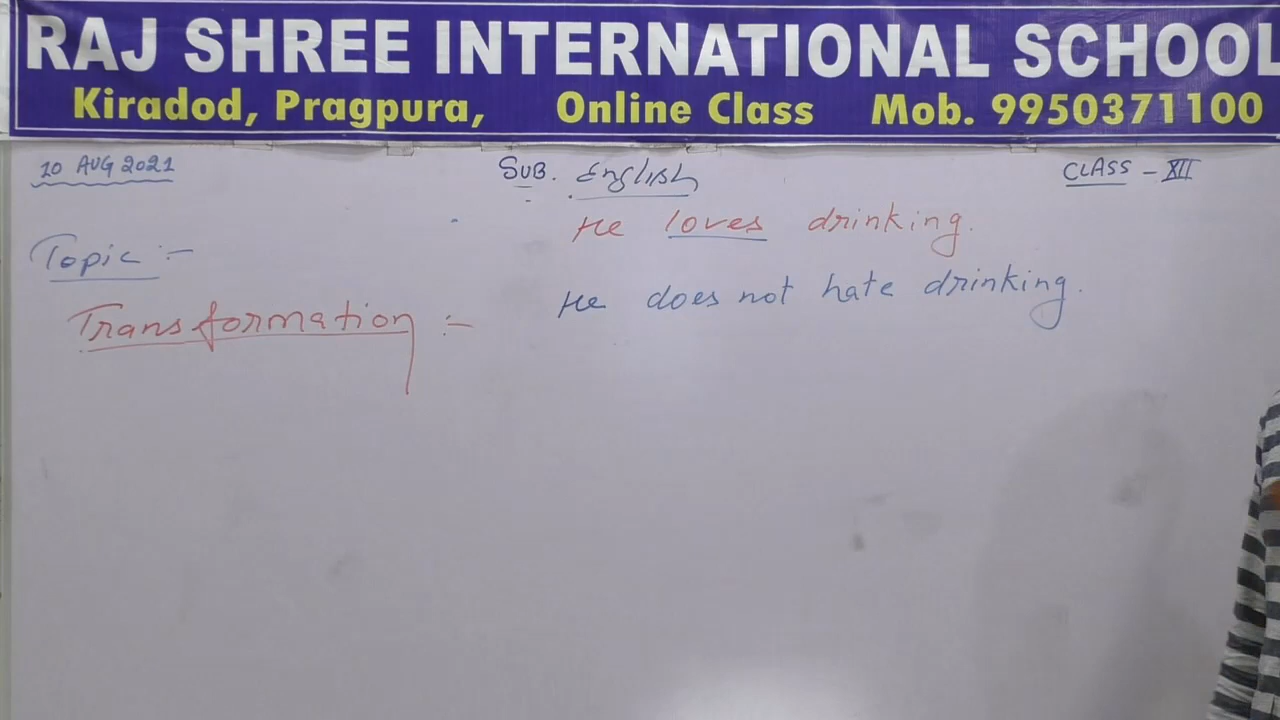 RAJ SHREE INTERNATIONAL SCHOOL
Kiradod, Pragpura, Online Class Mob. 9950371100
10 AUG 2021 SUB. English CLASS - XII
He loves drinking.
Topic :-
He does not hate drinking.
Transformation :-